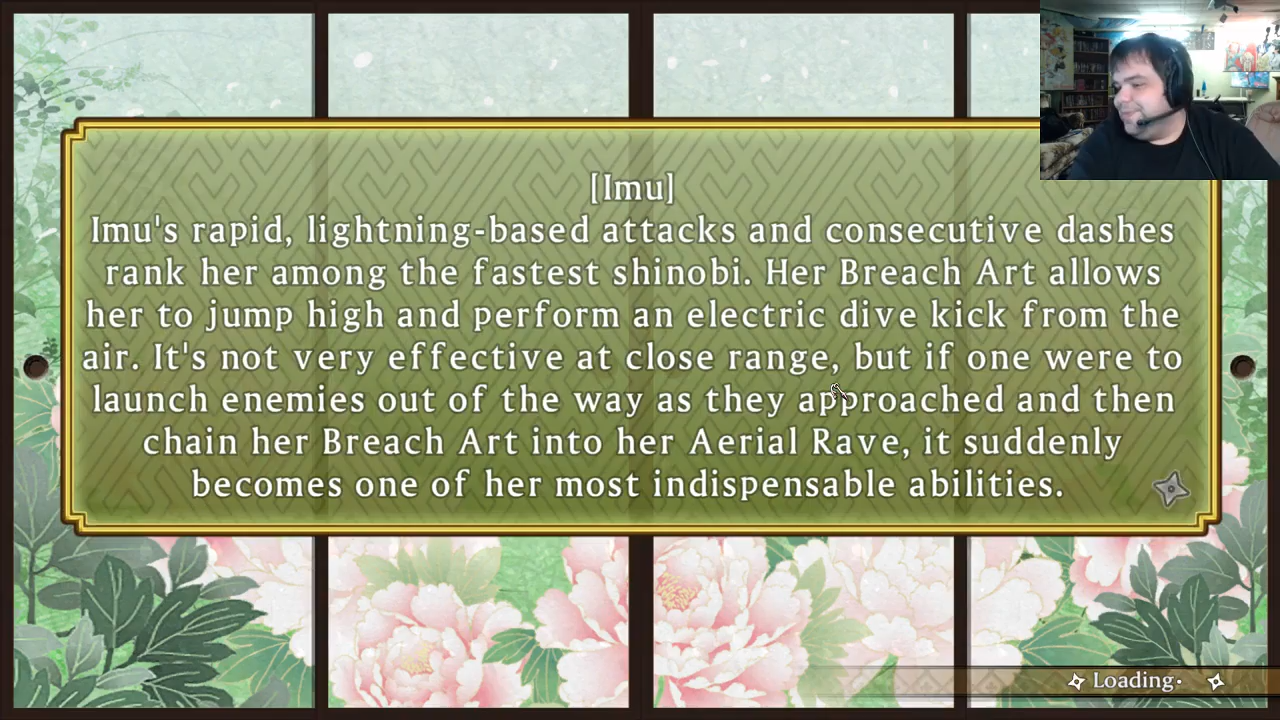 [Imu]
Imu's rapid, lightning-based attacks and consecutive dashes
rank her among the fastest shinobi. Her Breach Art allows
her to jump high and perform an electric dive kick from the
air. It's not very effective at close range, but if one were to
launch enemies out of the way as they approached and then
chain her Breach Art into her Aerial Rave, it suddenly
becomes one of her most indispensable abilities.
Loading·